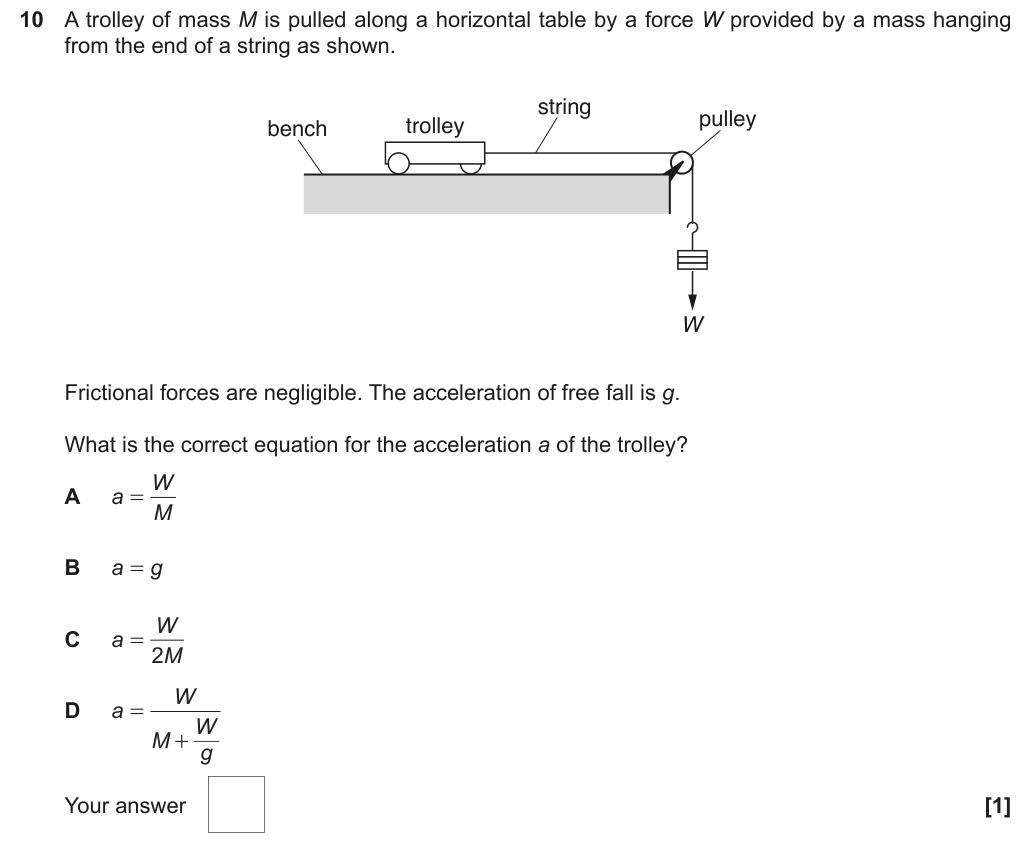 10 A trolley of mass M is pulled along a horizontal table by a force W provided by a mass hanging
from the end of a string as shown.
string
pulley
bench
trolley
W
Frictional forces are negligible. The acceleration of free fall is g.
What is the correct equation for the acceleration a of the trolley?
A a = W/M
B a = g
C a = W/2M
D a = W/(M + W/g)
Your answer
[1]